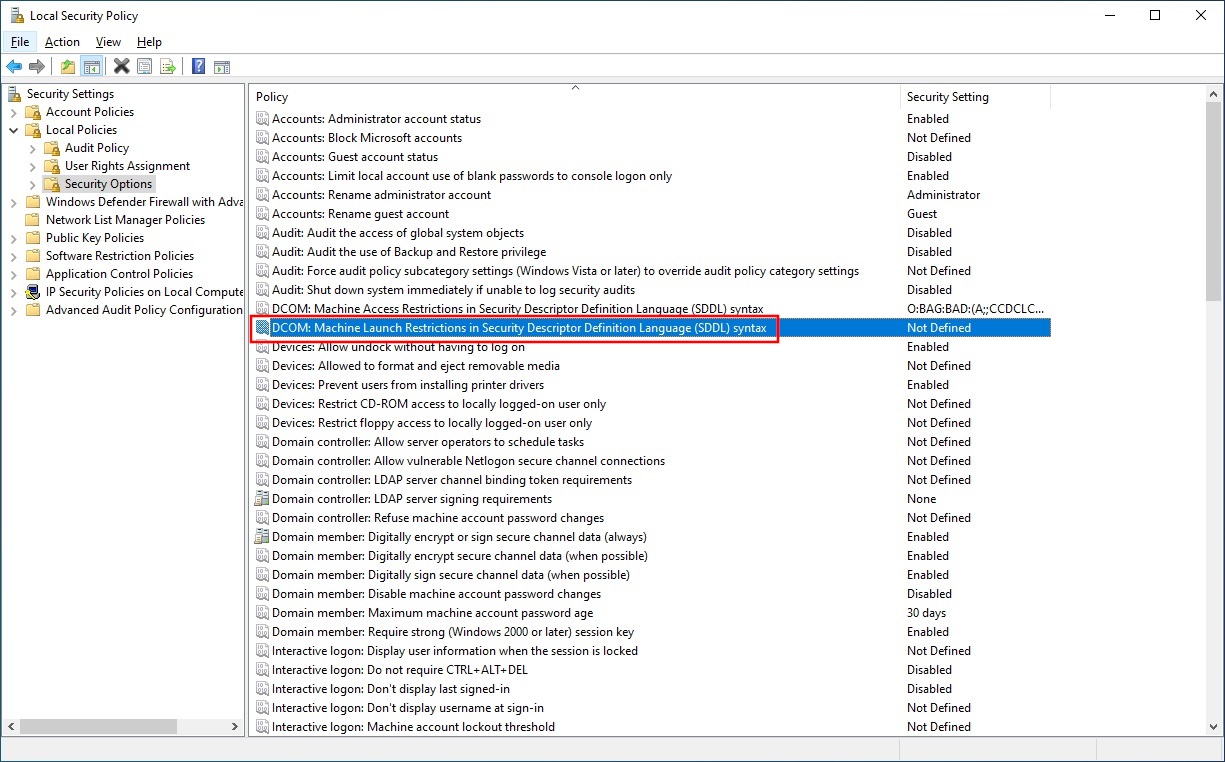 Local Security Policy
File Action View Help
Security Settings
Account Policies
Local Policies
Audit Policy
User Rights Assignment
Security Options
Windows Defender Firewall with Adva
Network List Manager Policies
Public Key Policies
Software Restriction Policies
Application Control Policies
IP Security Policies on Local Compute
Advanced Audit Policy Configuration
Policy Security Setting
Accounts: Administrator account status Enabled
Accounts: Block Microsoft accounts Not Defined
Accounts: Guest account status Disabled
Accounts: Limit local account use of blank passwords to console logon only Enabled
Accounts: Rename administrator account Administrator
Accounts: Rename guest account Guest
Audit: Audit the access of global system objects Disabled
Audit: Audit the use of Backup and Restore privilege Disabled
Audit: Force audit policy subcategory settings (Windows Vista or later) to override audit policy category settings Not Defined
Audit: Shut down system immediately if unable to log security audits Disabled
DCOM: Machine Access Restrictions in Security Descriptor Definition Language (SDDL) syntax O:BAG:BAD:(A;;CCDCLC...
DCOM: Machine Launch Restrictions in Security Descriptor Definition Language (SDDL) syntax Not Defined
Devices: Allow undock without having to log on Enabled
Devices: Allowed to format and eject removable media Not Defined
Devices: Prevent users from installing printer drivers Enabled
Devices: Restrict CD-ROM access to locally logged-on user only Not Defined
Devices: Restrict floppy access to locally logged-on user only Not Defined
Domain controller: Allow server operators to schedule tasks Not Defined
Domain controller: Allow vulnerable Netlogon secure channel connections Not Defined
Domain controller: LDAP server channel binding token requirements Not Defined
Domain controller: LDAP server signing requirements None
Domain controller: Refuse machine account password changes Not Defined
Domain member: Digitally encrypt or sign secure channel data (always) Enabled
Domain member: Digitally encrypt secure channel data (when possible) Enabled
Domain member: Digitally sign secure channel data (when possible) Enabled
Domain member: Disable machine account password changes Disabled
Domain member: Maximum machine account password age 30 days
Domain member: Require strong (Windows 2000 or later) session key Enabled
Interactive logon: Display user information when the session is locked Not Defined
Interactive logon: Do not require CTRL+ALT+DEL Disabled
Interactive logon: Don't display last signed-in Disabled
Interactive logon: Don't display username at sign-in Not Defined
Interactive logon: Machine account lockout threshold Not Defined